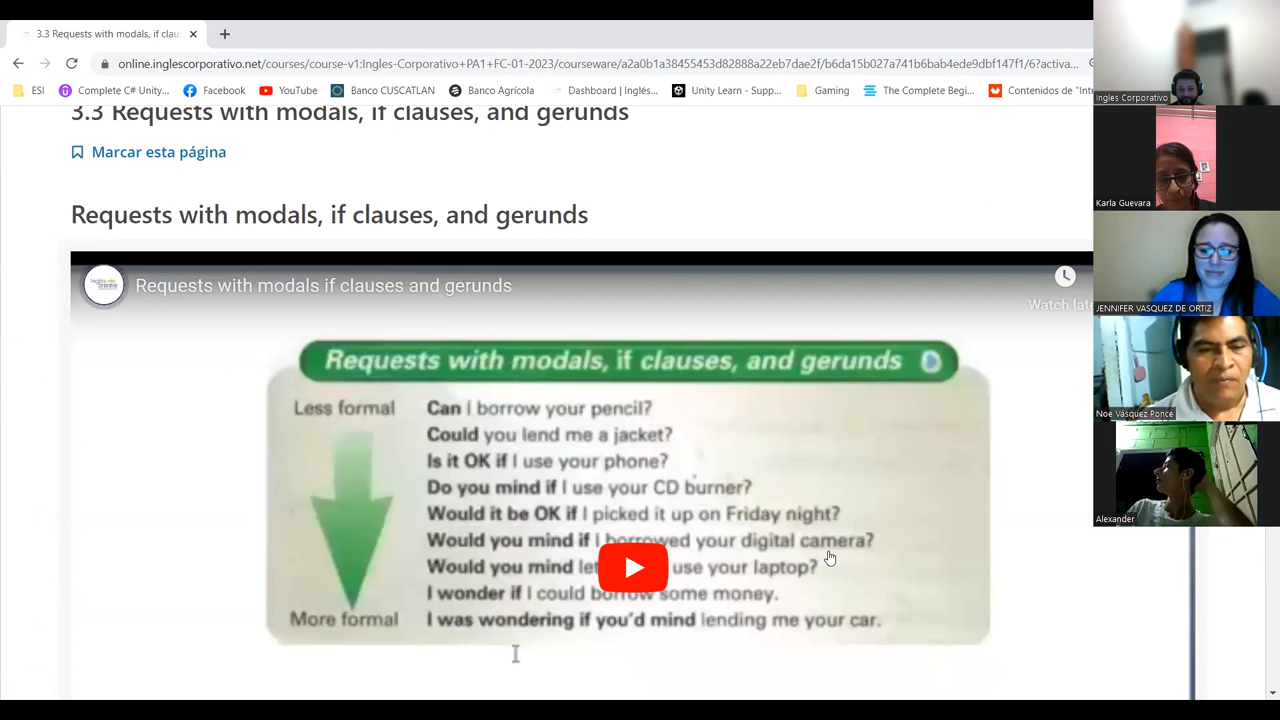 3.3 Requests with modals, if clau
online.inglescorporativo.net/courses/course-v1:Ingles-Corporativo+PA1+FC-01-2023/courseware/a2a0b1a38455453d82888a22eb7dae2f/b6da15b027a741b6bab4ede9dbf147f1/6?activa...
ESI
Complete C# Unity...
Facebook
YouTube
Banco CUSCATLAN
Banco Agrícola
Dashboard | Inglés...
Unity Learn - Supp...
Gaming
The Complete Begi...
Contenidos de "Intr
3.3 Requests with modals, if clauses, and gerunds
Marcar esta página
Requests with modals, if clauses, and gerunds
Requests with modals if clauses and gerunds
Watch late
Requests with modals, if clauses, and gerunds
Less formal
Can I borrow your pencil?
Could you lend me a jacket?
Is it OK if I use your phone?
Do you mind if I use your CD burner?
Would it be OK if I picked it up on Friday night?
Would you mind if I borrowed your digital camera?
Would you mind use your laptop?
I wonder if I could borrow some money.
More formal
I was wondering if you'd mind lending me your car.
Ingles Corporativo
Karla Guevara
JENNIFER VASQUEZ DE ORTIZ
Noe Vásquez Ponce
Alexander